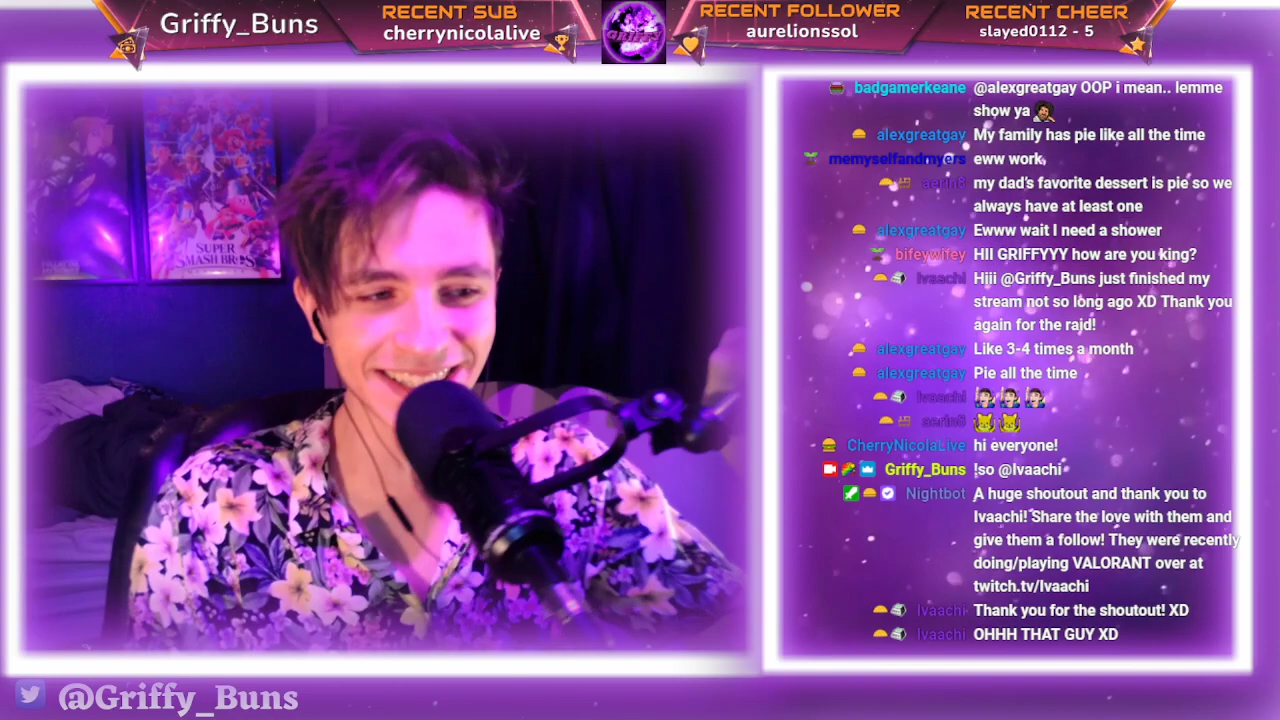 Griffy_Buns
RECENT SUB
cherrynicolalive
GRIFFY
RECENT FOLLOWER
aurelionssol
RECENT CHEER
slayed0112 - 5
SUPER
SMASH BROS
badgamerkeane @alexgreatgay OOP i mean.. lemme
show ya
alexgreatgay My family has pie like all the time
memyselfandmyers eww work
aerin8 my dad's favorite dessert is pie so we
always have at least one
alexgreatgay Ewww wait I need a shower
bifeywifey HII GRIFFYYY how are you king?
Ivaachi Hiji @Griffy_Buns just finished my
stream not so long ago XD Thank you
again for the raid!
alexgreatgay Like 3-4 times a month
alexgreatgay Pie all the time
Ivaachi
aerin8
CherryNicolaLive hi everyone!
Griffy_Buns !so @Ivaachi
Nightbot A huge shoutout and thank you to
Ivaachi! Share the love with them and
give them a follow! They were recently
doing/playing VALORANT over at
twitch.tv/Ivaachi
Ivaachi Thank you for the shoutout! XD
Ivaachi OHHH THAT GUY XD
@Griffy_Buns